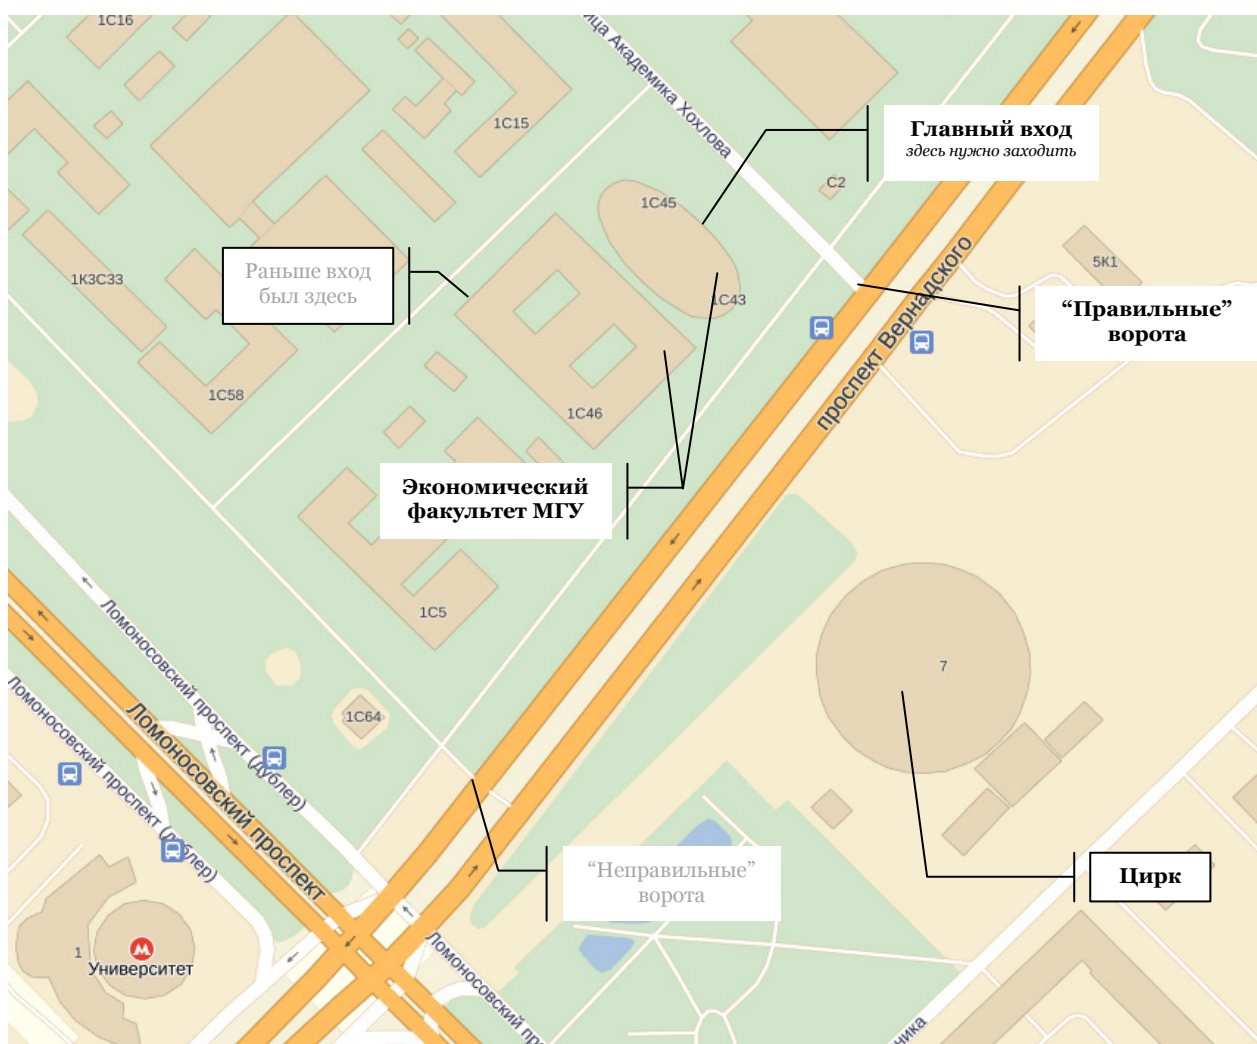 1С16
ица Академика Хохлова
1С15
Главный вход
здесь нужно заходить
С2
1С45
1К3С33
Раньше вход
был здесь
1С43
5К1
“Правильные”
ворота
проспект Вернадского
1С58
1С46
Экономический
факультет МГУ
1С5
7
Ломоносовский проспект (дублер)
Ломоносовский проспект
Ломоносовский проспект (дублер)
1С64
“Неправильные”
ворота
Цирк
1
Университет
Ломоносовский про
чника